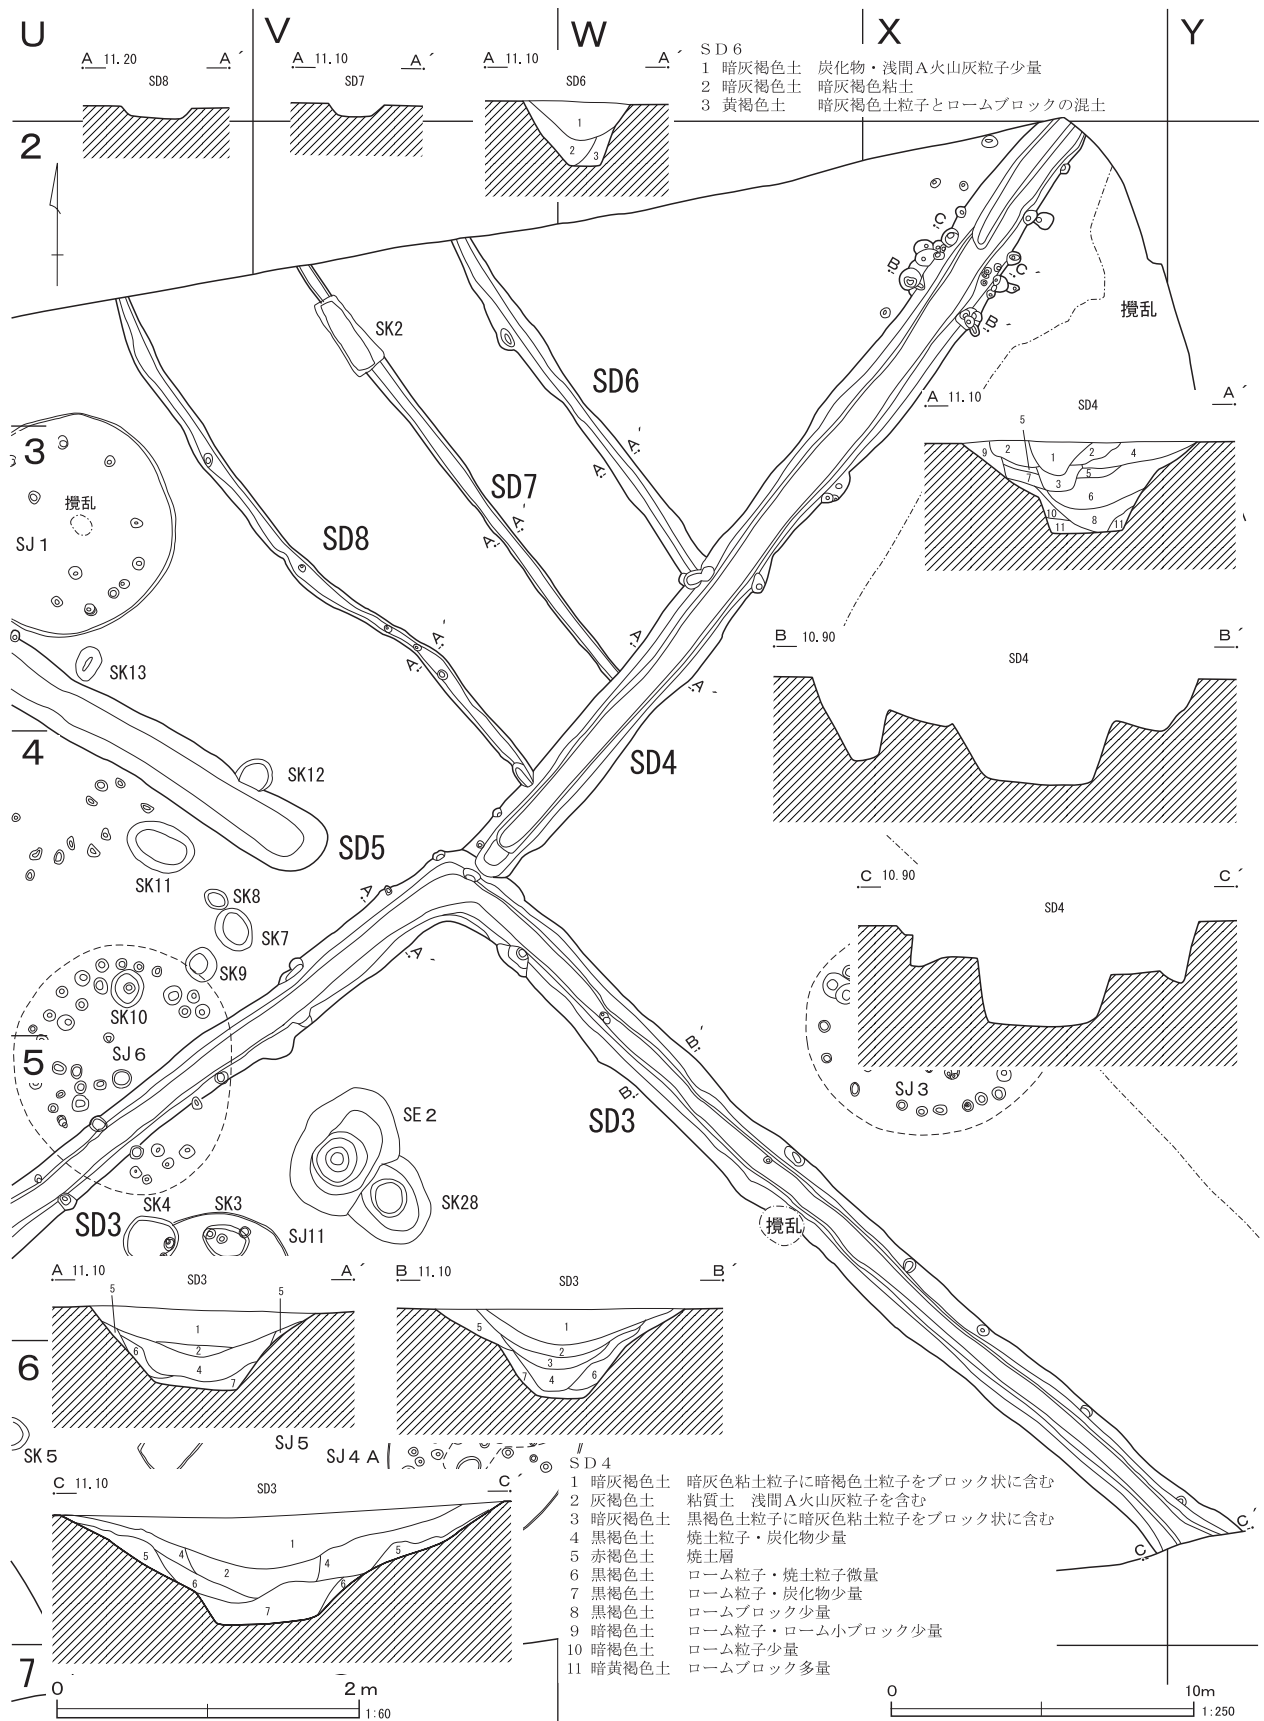 U
V
W
X
Y
A 11.20 A´
SD8
A 11.10 A´
SD7
A 11.10 A´
SD6
SD6
1 暗灰褐色土 炭化物・浅間A火山灰粒子少量
2 暗灰褐色土 暗灰褐色粘土
3 黄褐色土 暗灰褐色土粒子とロームブロックの混土
1
2
3
2
C
B
C´
B´
攪乱
SK2
SD6
A 11.10 A´
SD4
5
9
2
1
2
4
7
3
5
6
10
8
11
11
3
攪乱
SJ1
A´
A
SD7
A´
A
SD8
A´
A
A
A´
B 10.90 B´
SD4
SK13
4
SK12
SD4
SD5
SK11
SK8
SK7
SK9
SK10
A
A´
C 10.90 C´
SD4
5
SJ6
B´
B
SD3
SJ3
SE2
SK28
SK4
SK3
SD3
SJ11
攪乱
A 11.10 A´
SD3
5
5
1
2
6
4
7
B 11.10 B´
SD3
5
1
2
3
7
4
6
6
SK5
SJ5
SJ4A
C 11.10 C´
SD3
1
5
4
2
4
5
6
6
7
SD4
1 暗灰褐色土 暗灰色粘土粒子に暗褐色土粒子をブロック状に含む
2 灰褐色土 粘質土 浅間A火山灰粒子を含む
3 暗灰褐色土 黒褐色土粒子に暗灰色粘土粒子をブロック状に含む
4 黒褐色土 焼土粒子・炭化物少量
5 赤褐色土 焼土層
6 黒褐色土 ローム粒子・焼土粒子微量
7 黒褐色土 ローム粒子・炭化物少量
8 黒褐色土 ロームブロック少量
9 暗褐色土 ローム粒子・ローム小ブロック少量
10 暗褐色土 ローム粒子少量
11 暗黄褐色土 ロームブロック多量
C
C´
7
0 2m
1:60
0 10m
1:250